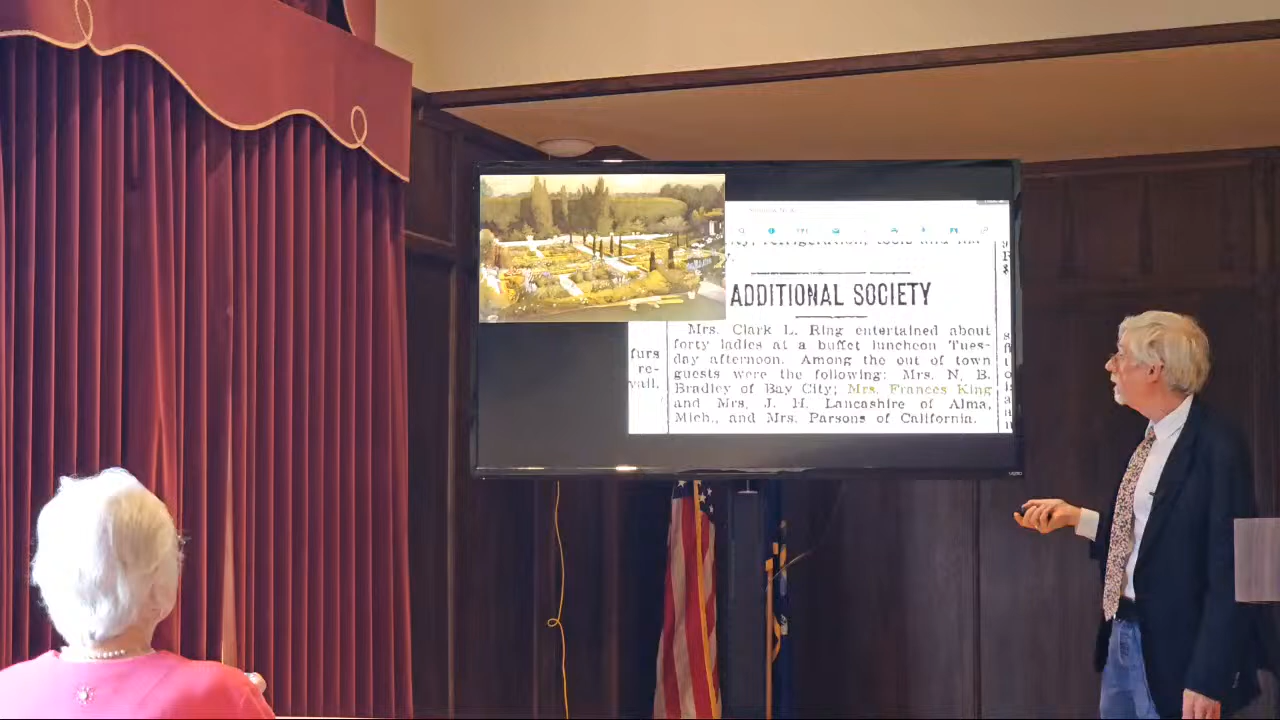 ADDITIONAL SOCIETY
Mrs. Clark L. Ring entertained about
forty ladies at a buffet luncheon Tues-
day afternoon. Among the out of town
guests were the following: Mrs. N. B.
Bradley of Bay City; Mrs. Frances King
and Mrs. J. H. Lancashire of Alma,
Mich., and Mrs. Parsons of California.
furs
re-
vail.
VIZIO